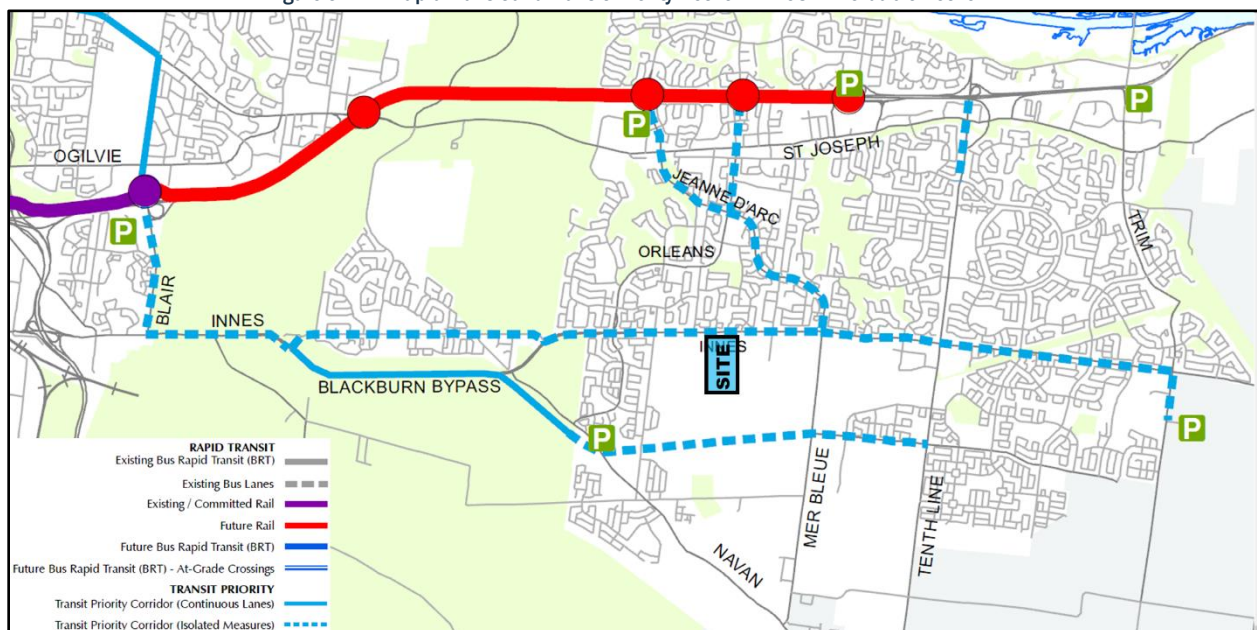 P
P
OGILVIE
ST JOSEPH
P
JEANNE D'ARC
P
TRIM
ORLEANS
BLAIR
INNES
INNES
SITE
BLACKBURN BYPASS
P
P
MER BLEUE
TENTH LINE
NAVAN
RAPID TRANSIT
Existing Bus Rapid Transit (BRT)
Existing Bus Lanes
Existing / Committed Rail
Future Rail
Future Bus Rapid Transit (BRT)
Future Bus Rapid Transit (BRT) - At-Grade Crossings
TRANSIT PRIORITY
Transit Priority Corridor (Continuous Lanes)
Transit Priority Corridor (Isolated Measures)